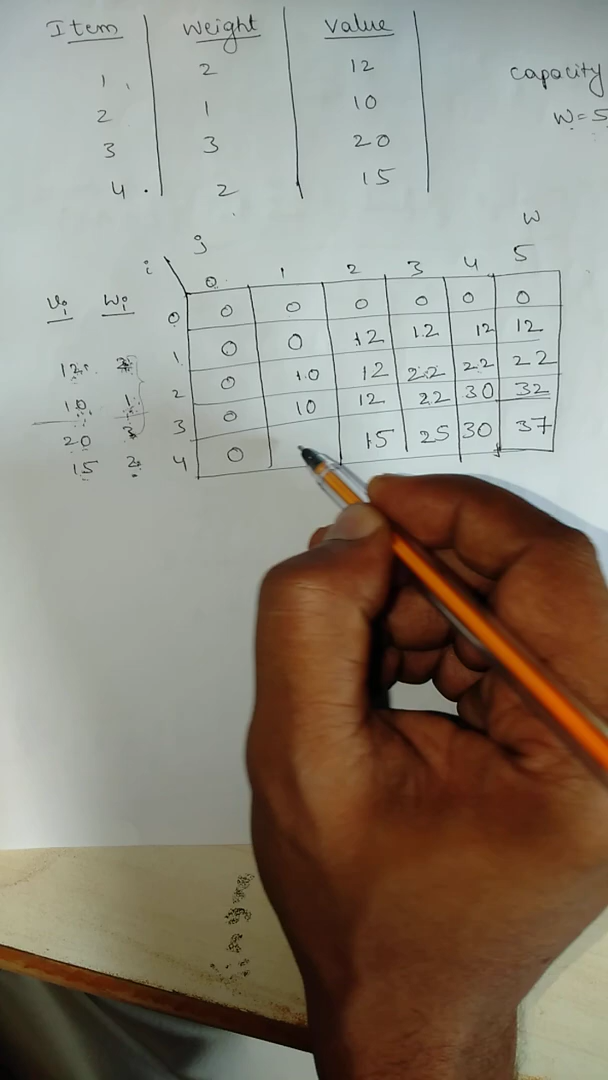 Item Weight Value
1 2 12
2 1 10
3 3 20
4 2 15
capacity
W=5
W
j
i 0 1 2 3 4 5
vi wi
0 0 0 0 0 0 0
12 2 1 0 0 12 12 12 12
10 1 2 0 10 12 22 22 22
20 3 3 0 10 12 22 30 32
15 2 4 0 15 25 30 37